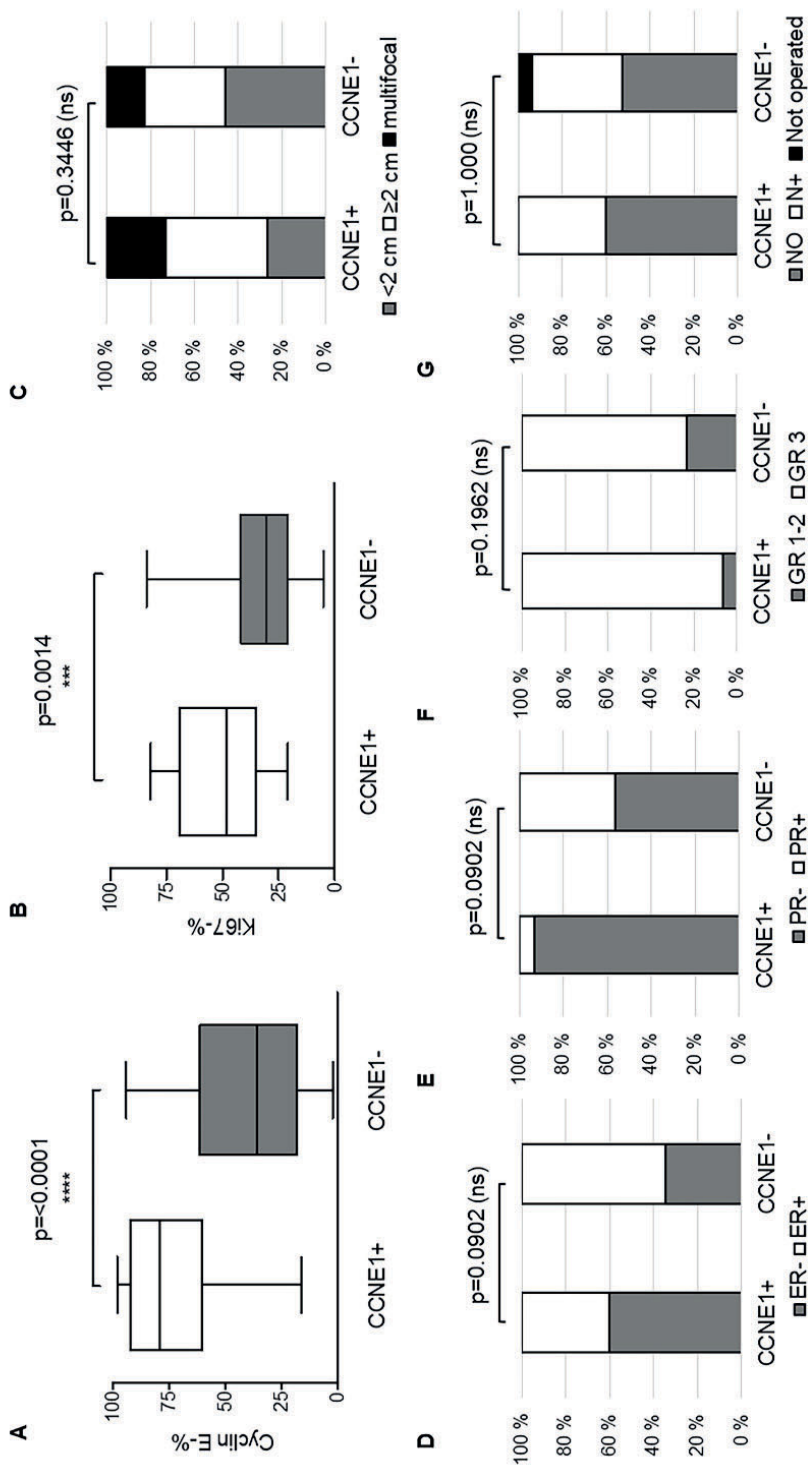 A
Cyclin E-%
100
75
50
25
0
p=<0.0001
****
CCNE1+
CCNE1-
B
Ki67-%
100
75
50
25
0
p=0.0014
***
CCNE1+
CCNE1-
C
100 %
80 %
60 %
40 %
20 %
0 %
p=0.3446 (ns)
CCNE1+
CCNE1-
<2 cm ≥2 cm multifocal
D
100 %
80 %
60 %
40 %
20 %
0 %
p=0.0902 (ns)
CCNE1+
CCNE1-
ER- ER+
E
100 %
80 %
60 %
40 %
20 %
0 %
p=0.0902 (ns)
CCNE1+
CCNE1-
PR- PR+
F
100 %
80 %
60 %
40 %
20 %
0 %
p=0.1962 (ns)
CCNE1+
CCNE1-
GR 1-2 GR 3
G
100 %
80 %
60 %
40 %
20 %
0 %
p=1.000 (ns)
CCNE1+
CCNE1-
NO N+ Not operated